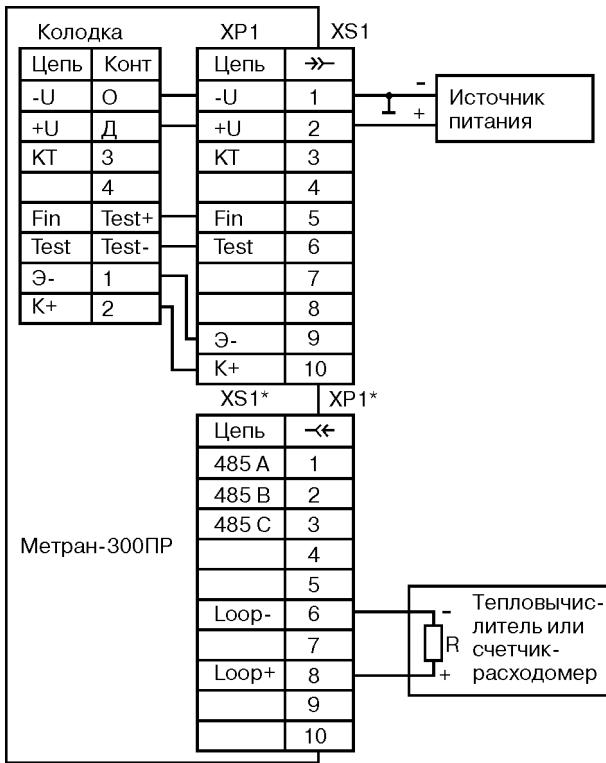 Колодка XP1 XS1
Цепь Конт Цепь
-U О -U 1 - Источник
+U Д +U 2 + питания
КТ 3 КТ 3
4 4
Fin Test+ Fin 5
Test Test- Test 6
Э- 1 7
К+ 2 8
Э- 9
К+ 10
XS1* XP1*
Цепь
485 A 1
485 B 2
485 C 3
Метран-300ПР 4
5
Loop- 6 - Тепловычис-
литель или
7 R счетчик-
Loop+ 8 + расходомер
9
10